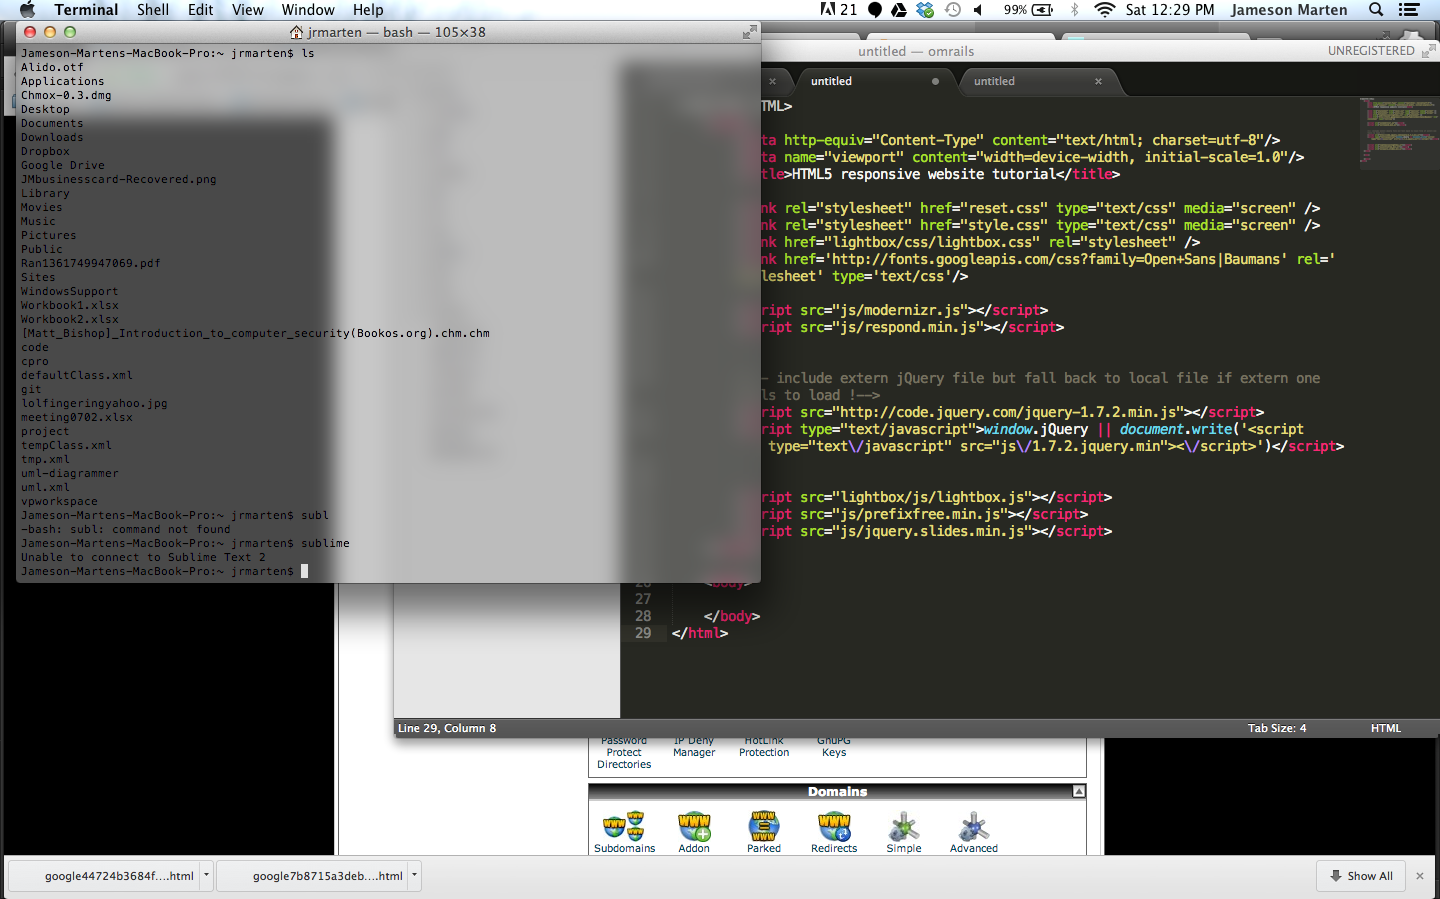 Terminal Shell Edit View Window Help
21 99% Sat 12:29 PM Jameson Marten
jrmarten — bash — 105×38
Jameson-Martens-MacBook-Pro:~ jrmarten$ ls
Alido.otf
Applications
Chmox-0.3.dmg
Desktop
Documents
Downloads
Dropbox
Google Drive
JMbusinesscard-Recovered.png
Library
Movies
Music
Pictures
Public
Ran1361749947069.pdf
Sites
WindowsSupport
Workbook1.xlsx
Workbook2.xlsx
[Matt_Bishop]_Introduction_to_computer_security(Bookos.org).chm.chm
code
cpro
defaultClass.xml
git
lolfingeringyahoo.jpg
meeting0702.xlsx
project
tempClass.xml
tmp.xml
uml-diagrammer
uml.xml
vpworkspace
Jameson-Martens-MacBook-Pro:~ jrmarten$ subl
-bash: subl: command not found
Jameson-Martens-MacBook-Pro:~ jrmarten$ sublime
Unable to connect to Sublime Text 2
Jameson-Martens-MacBook-Pro:~ jrmarten$
untitled — omrails
UNREGISTERED
untitled
untitled
TML>
ta http-equiv="Content-Type" content="text/html; charset=utf-8"/>
ta name="viewport" content="width=device-width, initial-scale=1.0"/>
tle>HTML5 responsive website tutorial</title>
nk rel="stylesheet" href="reset.css" type="text/css" media="screen" />
nk rel="stylesheet" href="style.css" type="text/css" media="screen" />
nk href="lightbox/css/lightbox.css" rel="stylesheet" />
nk href='http://fonts.googleapis.com/css?family=Open+Sans|Baumans' rel='
lesheet' type='text/css'/>
ript src="js/modernizr.js"></script>
ript src="js/respond.min.js"></script>
- include extern jQuery file but fall back to local file if extern one
ls to load !-->
ript src="http://code.jquery.com/jquery-1.7.2.min.js"></script>
ript type="text/javascript">window.jQuery || document.write('<script
type="text\/javascript" src="js\/1.7.2.jquery.min"><\/script>')</script>
ript src="lightbox/js/lightbox.js"></script>
ript src="js/prefixfree.min.js"></script>
ript src="js/jquery.slides.min.js"></script>
26 <body>
27
28 </body>
29 </html>
Line 29, Column 8
Tab Size: 4
HTML
Password Protect Directories
IP Deny Manager
HotLink Protection
GnuPG Keys
Domains
Subdomains
Addon
Parked
Redirects
Simple
Advanced
google44724b3684f....html
google7b8715a3deb....html
Show All